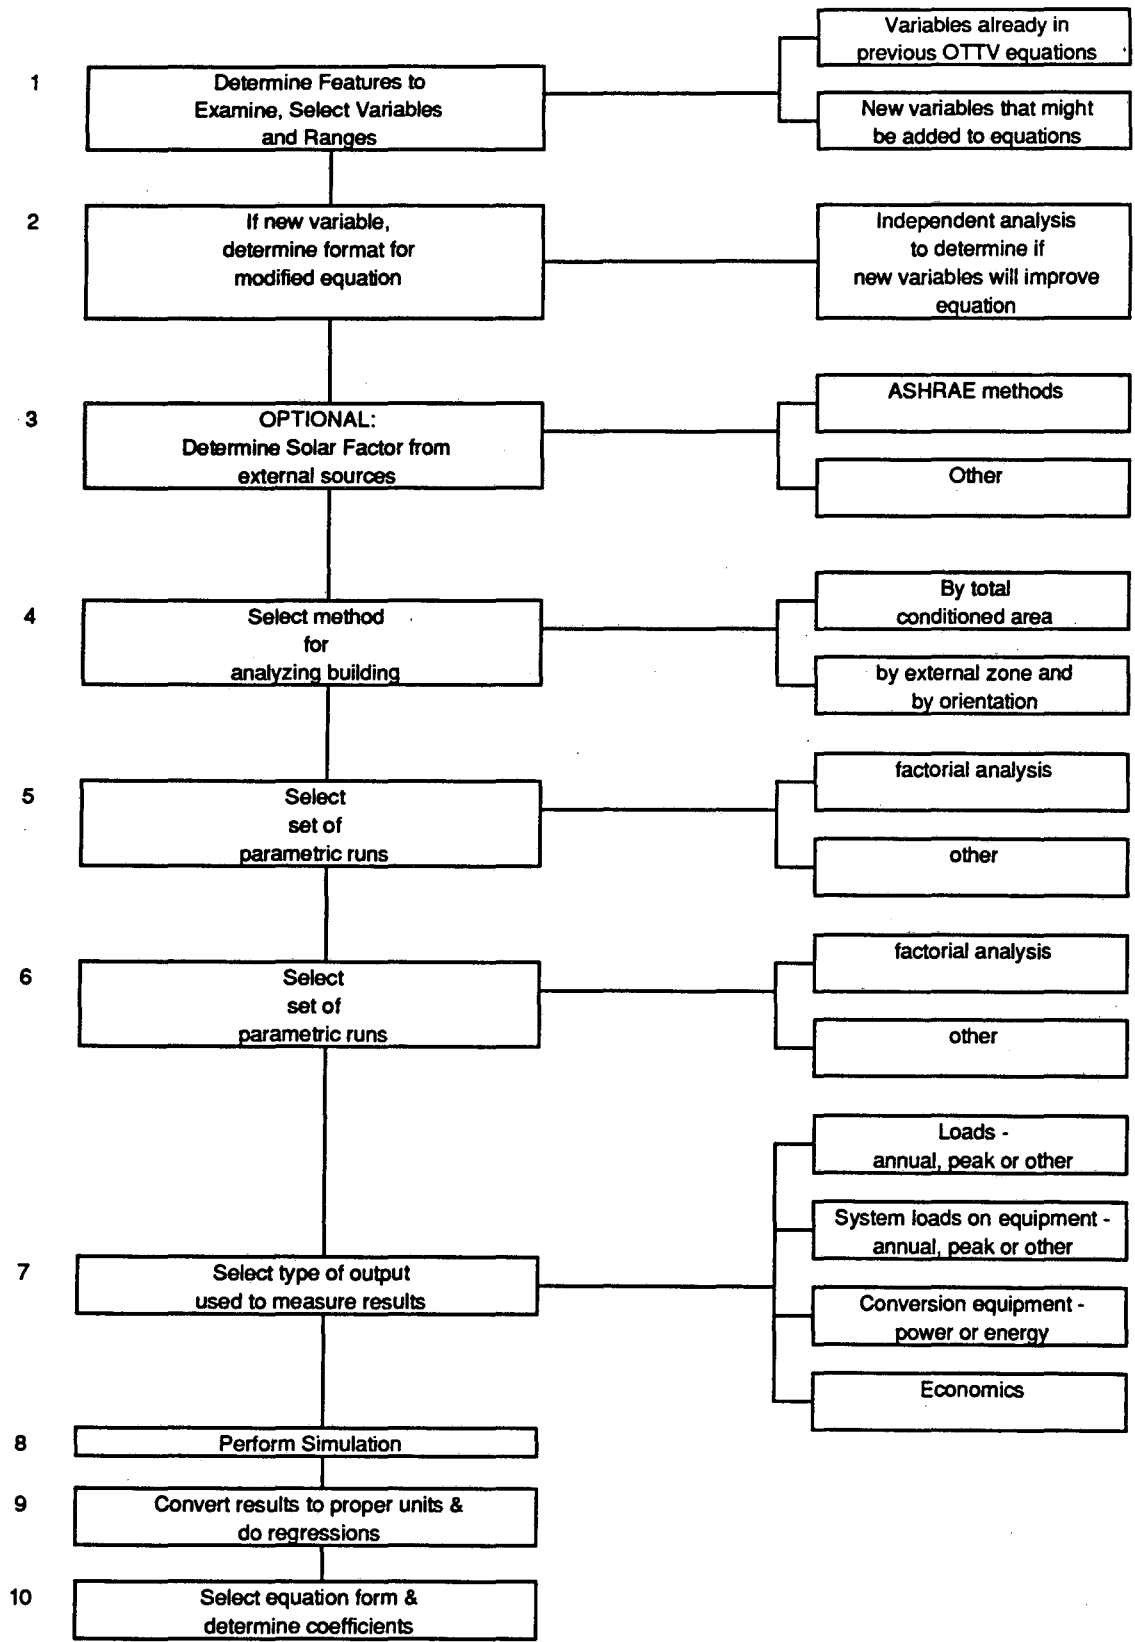 1
Determine Features to
Examine, Select Variables
and Ranges
Variables already in
previous OTTV equations
New variables that might
be added to equations
2
If new variable,
determine format for
modified equation
Independent analysis
to determine if
new variables will improve
equation
3
OPTIONAL:
Determine Solar Factor from
external sources
ASHRAE methods
Other
4
Select method
for
analyzing building
By total
conditioned area
by external zone and
by orientation
5
Select
set of
parametric runs
factorial analysis
other
6
Select
set of
parametric runs
factorial analysis
other
7
Select type of output
used to measure results
Loads -
annual, peak or other
System loads on equipment -
annual, peak or other
Conversion equipment -
power or energy
Economics
8
Perform Simulation
9
Convert results to proper units &
do regressions
10
Select equation form &
determine coefficients